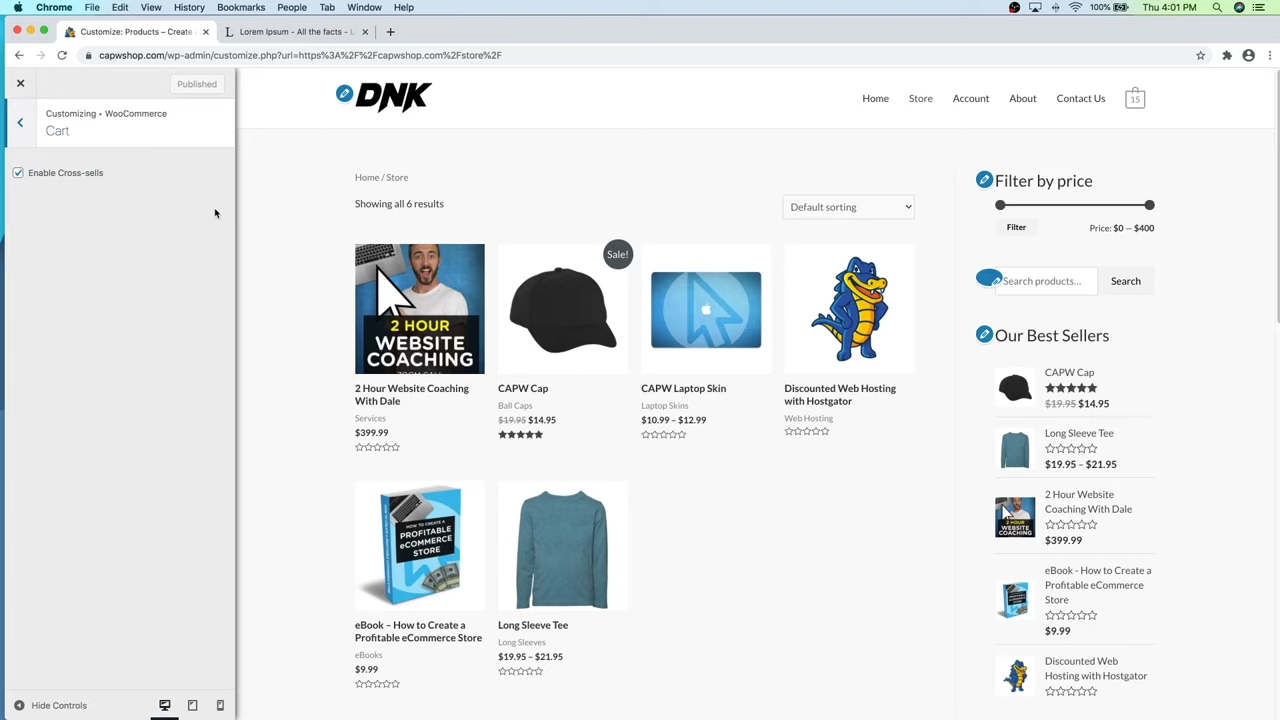 Chrome File Edit View History Bookmarks People Tab Window Help
100% Thu 4:01 PM
Customize: Products – Create
Lorem Ipsum - All the facts - L
capwshop.com/wp-admin/customize.php?url=https%3A%2F%2Fcapwshop.com%2Fstore%2F
Published
Customizing • WooCommerce
Cart
Enable Cross-sells
Hide Controls
DNK
Home Store Account About Contact Us 15
Home / Store
Showing all 6 results
Default sorting
2 HOUR
WEBSITE
COACHING
2 Hour Website Coaching
With Dale
Services
$399.99
Sale!
CAPW Cap
Ball Caps
$19.95 $14.95
CAPW Laptop Skin
Laptop Skins
$10.99 – $12.99
Discounted Web Hosting
with Hostgator
Web Hosting
HOW TO CREATE A
PROFITABLE
eCOMMERCE
STORE
eBook – How to Create a
Profitable eCommerce Store
eBooks
$9.99
Long Sleeve Tee
Long Sleeves
$19.95 – $21.95
Filter by price
Filter
Price: $0 — $400
Search products...
Search
Our Best Sellers
CAPW Cap
$19.95 $14.95
Long Sleeve Tee
$19.95 – $21.95
2 Hour Website
Coaching With Dale
$399.99
eBook - How to Create a
Profitable eCommerce
Store
$9.99
Discounted Web
Hosting with Hostgator